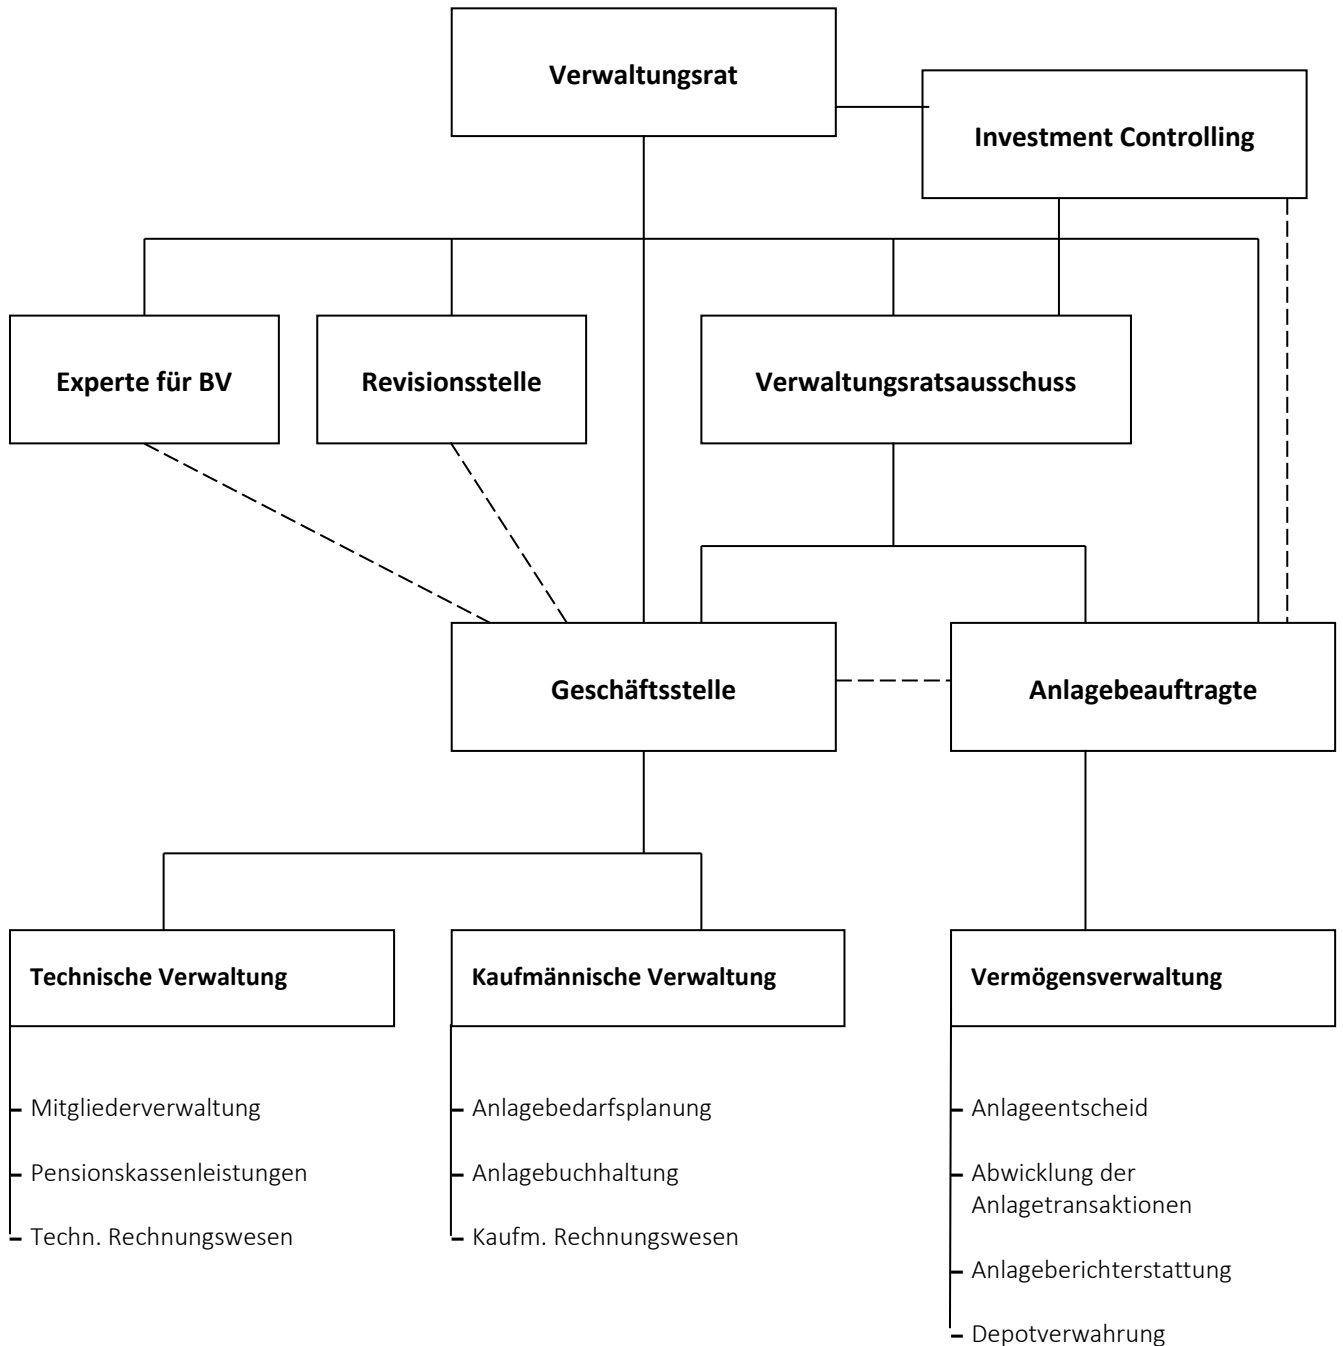 Verwaltungsrat
Investment Controlling
Experte für BV
Revisionsstelle
Verwaltungsratsausschuss
Geschäftsstelle
Anlagebeauftragte
Technische Verwaltung
Kaufmännische Verwaltung
Vermögensverwaltung
Mitgliederverwaltung
Pensionskassenleistungen
Techn. Rechnungswesen
Anlagebedarfsplanung
Anlagebuchhaltung
Kaufm. Rechnungswesen
Anlageentscheid
Abwicklung der
Anlagetransaktionen
Anlageberichterstattung
Depotverwahrung